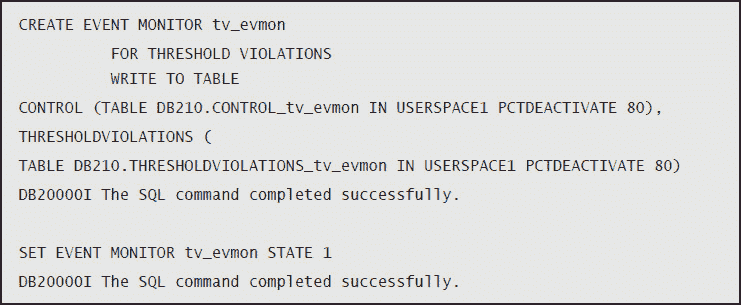 CREATE EVENT MONITOR tv_evmon
FOR THRESHOLD VIOLATIONS
WRITE TO TABLE
CONTROL (TABLE DB210.CONTROL_tv_evmon IN USERSPACE1 PCTDEACTIVATE 80),
THRESHOLDVIOLATIONS (
TABLE DB210.THRESHOLDVIOLATIONS_tv_evmon IN USERSPACE1 PCTDEACTIVATE 80)
DB20000I The SQL command completed successfully.
SET EVENT MONITOR tv_evmon STATE 1
DB20000I The SQL command completed successfully.